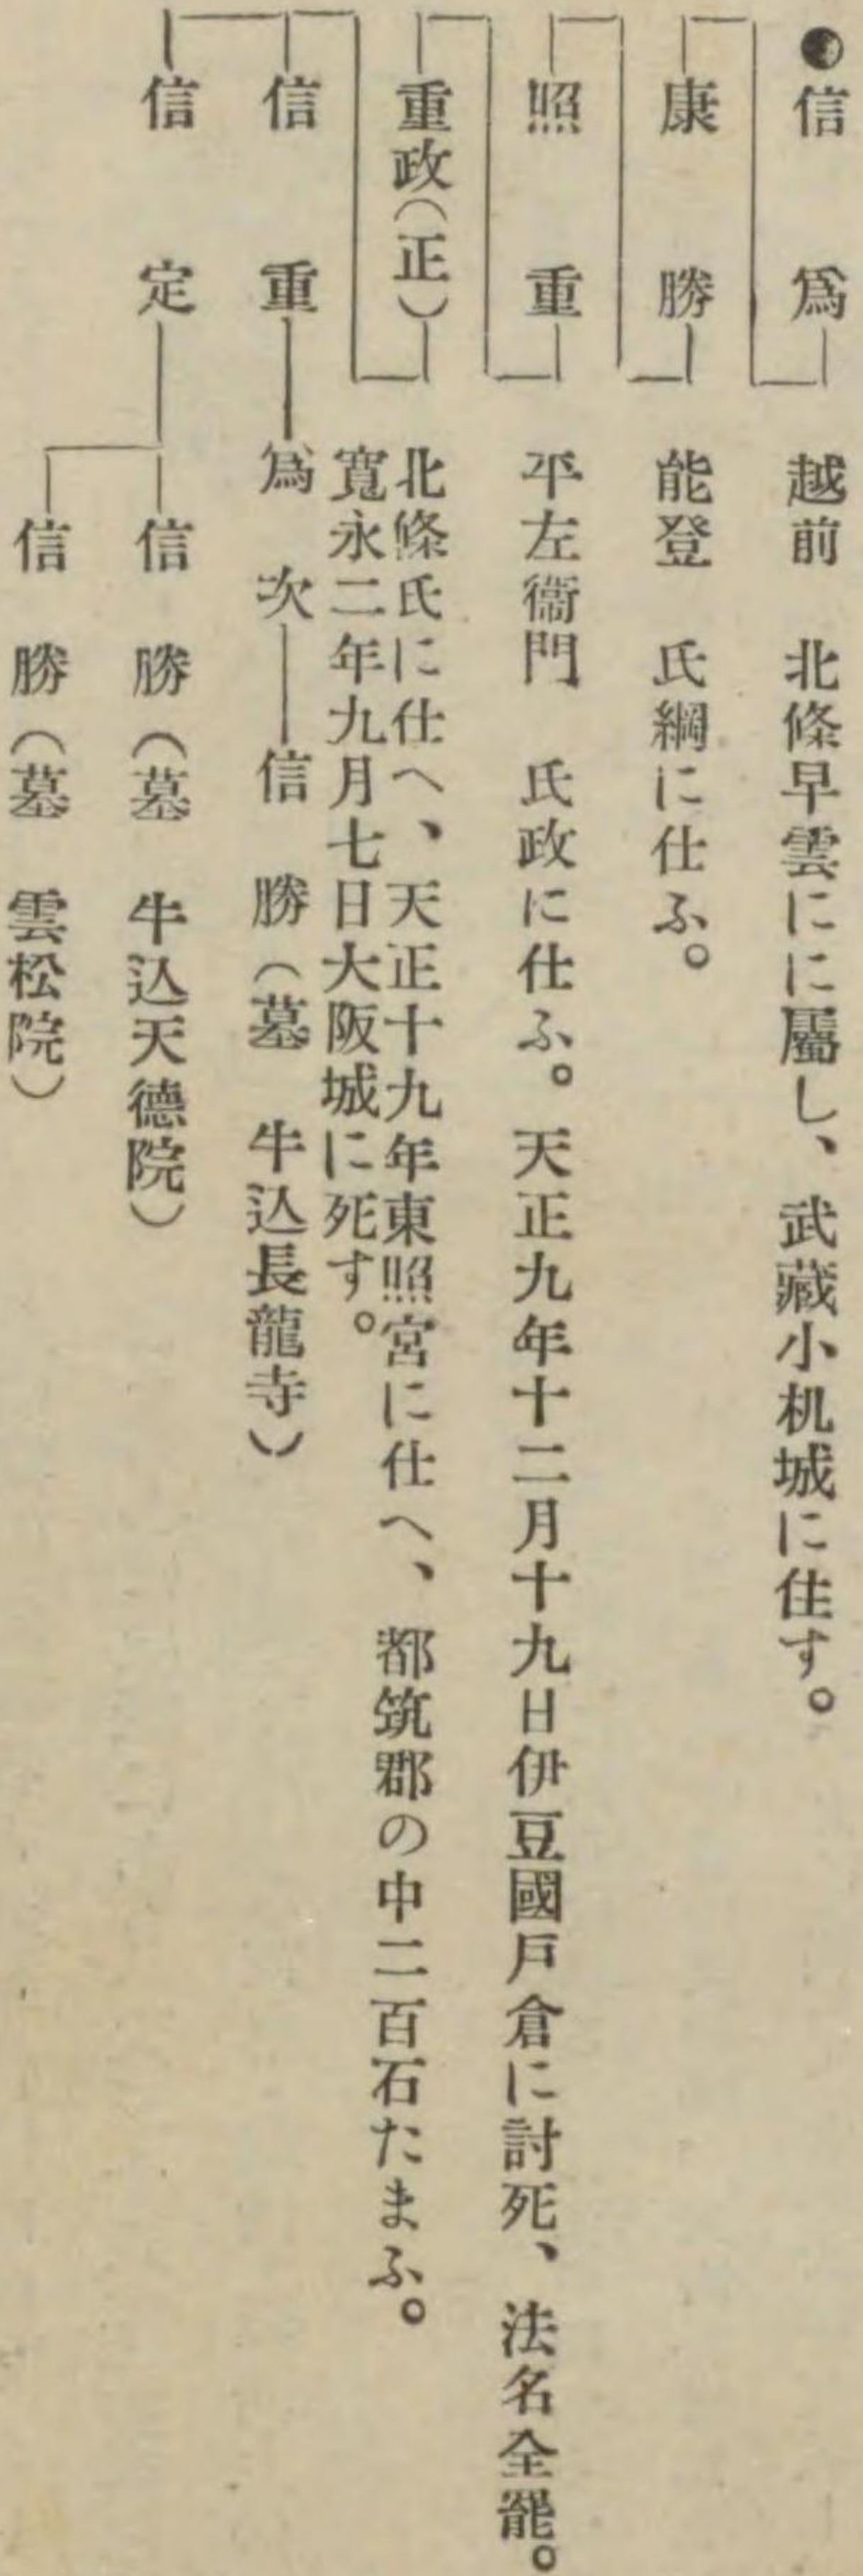 ●信爲 越前 北條早雲にに屬し、武藏小机城に住す。
康勝 能登 氏綱に仕ふ。
照重 平左衞門 氏政に仕ふ。天正九年十二月十九日伊豆國戸倉に討死、法名全罷。
重政(正) 北條氏に仕へ、天正十九年東照宮に仕へ、都筑郡の中二百石たまふ。
寬永二年九月七日大阪城に死す。
信重―爲次―信勝(墓 牛込長龍寺)
信定―信勝(墓 牛込天德院)
信勝(墓 雲松院)